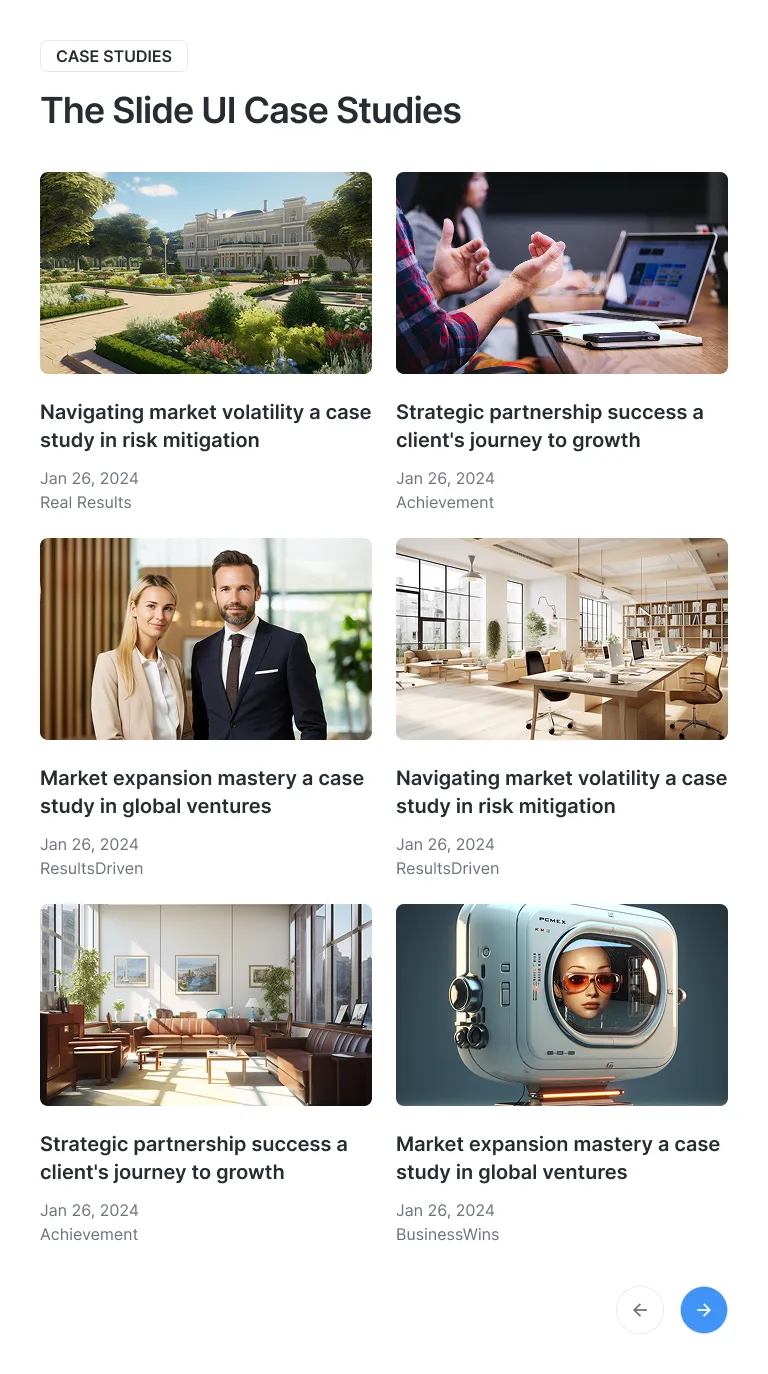 CASE STUDIES
The Slide UI Case Studies
Navigating market volatility a case
study in risk mitigation
Jan 26, 2024
Real Results
Strategic partnership success a
client's journey to growth
Jan 26, 2024
Achievement
Market expansion mastery a case
study in global ventures
Jan 26, 2024
ResultsDriven
Navigating market volatility a case
study in risk mitigation
Jan 26, 2024
ResultsDriven
PCMEX
Strategic partnership success a
client's journey to growth
Jan 26, 2024
Achievement
Market expansion mastery a case
study in global ventures
Jan 26, 2024
BusinessWins